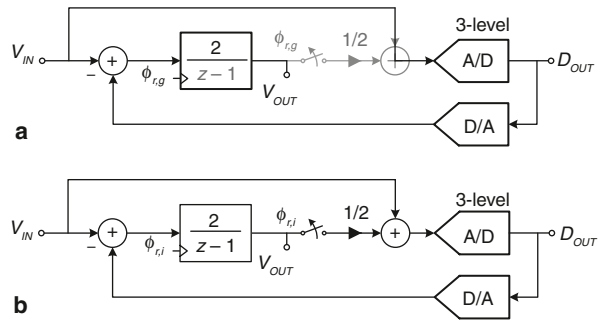 3-level
V_IN
+
−
ϕ_r,g
2
z − 1
ϕ_r,g
1/2
+
V_OUT
A/D
D_OUT
D/A
a
3-level
V_IN
+
−
ϕ_r,i
2
z − 1
ϕ_r,i
1/2
+
V_OUT
A/D
D_OUT
D/A
b